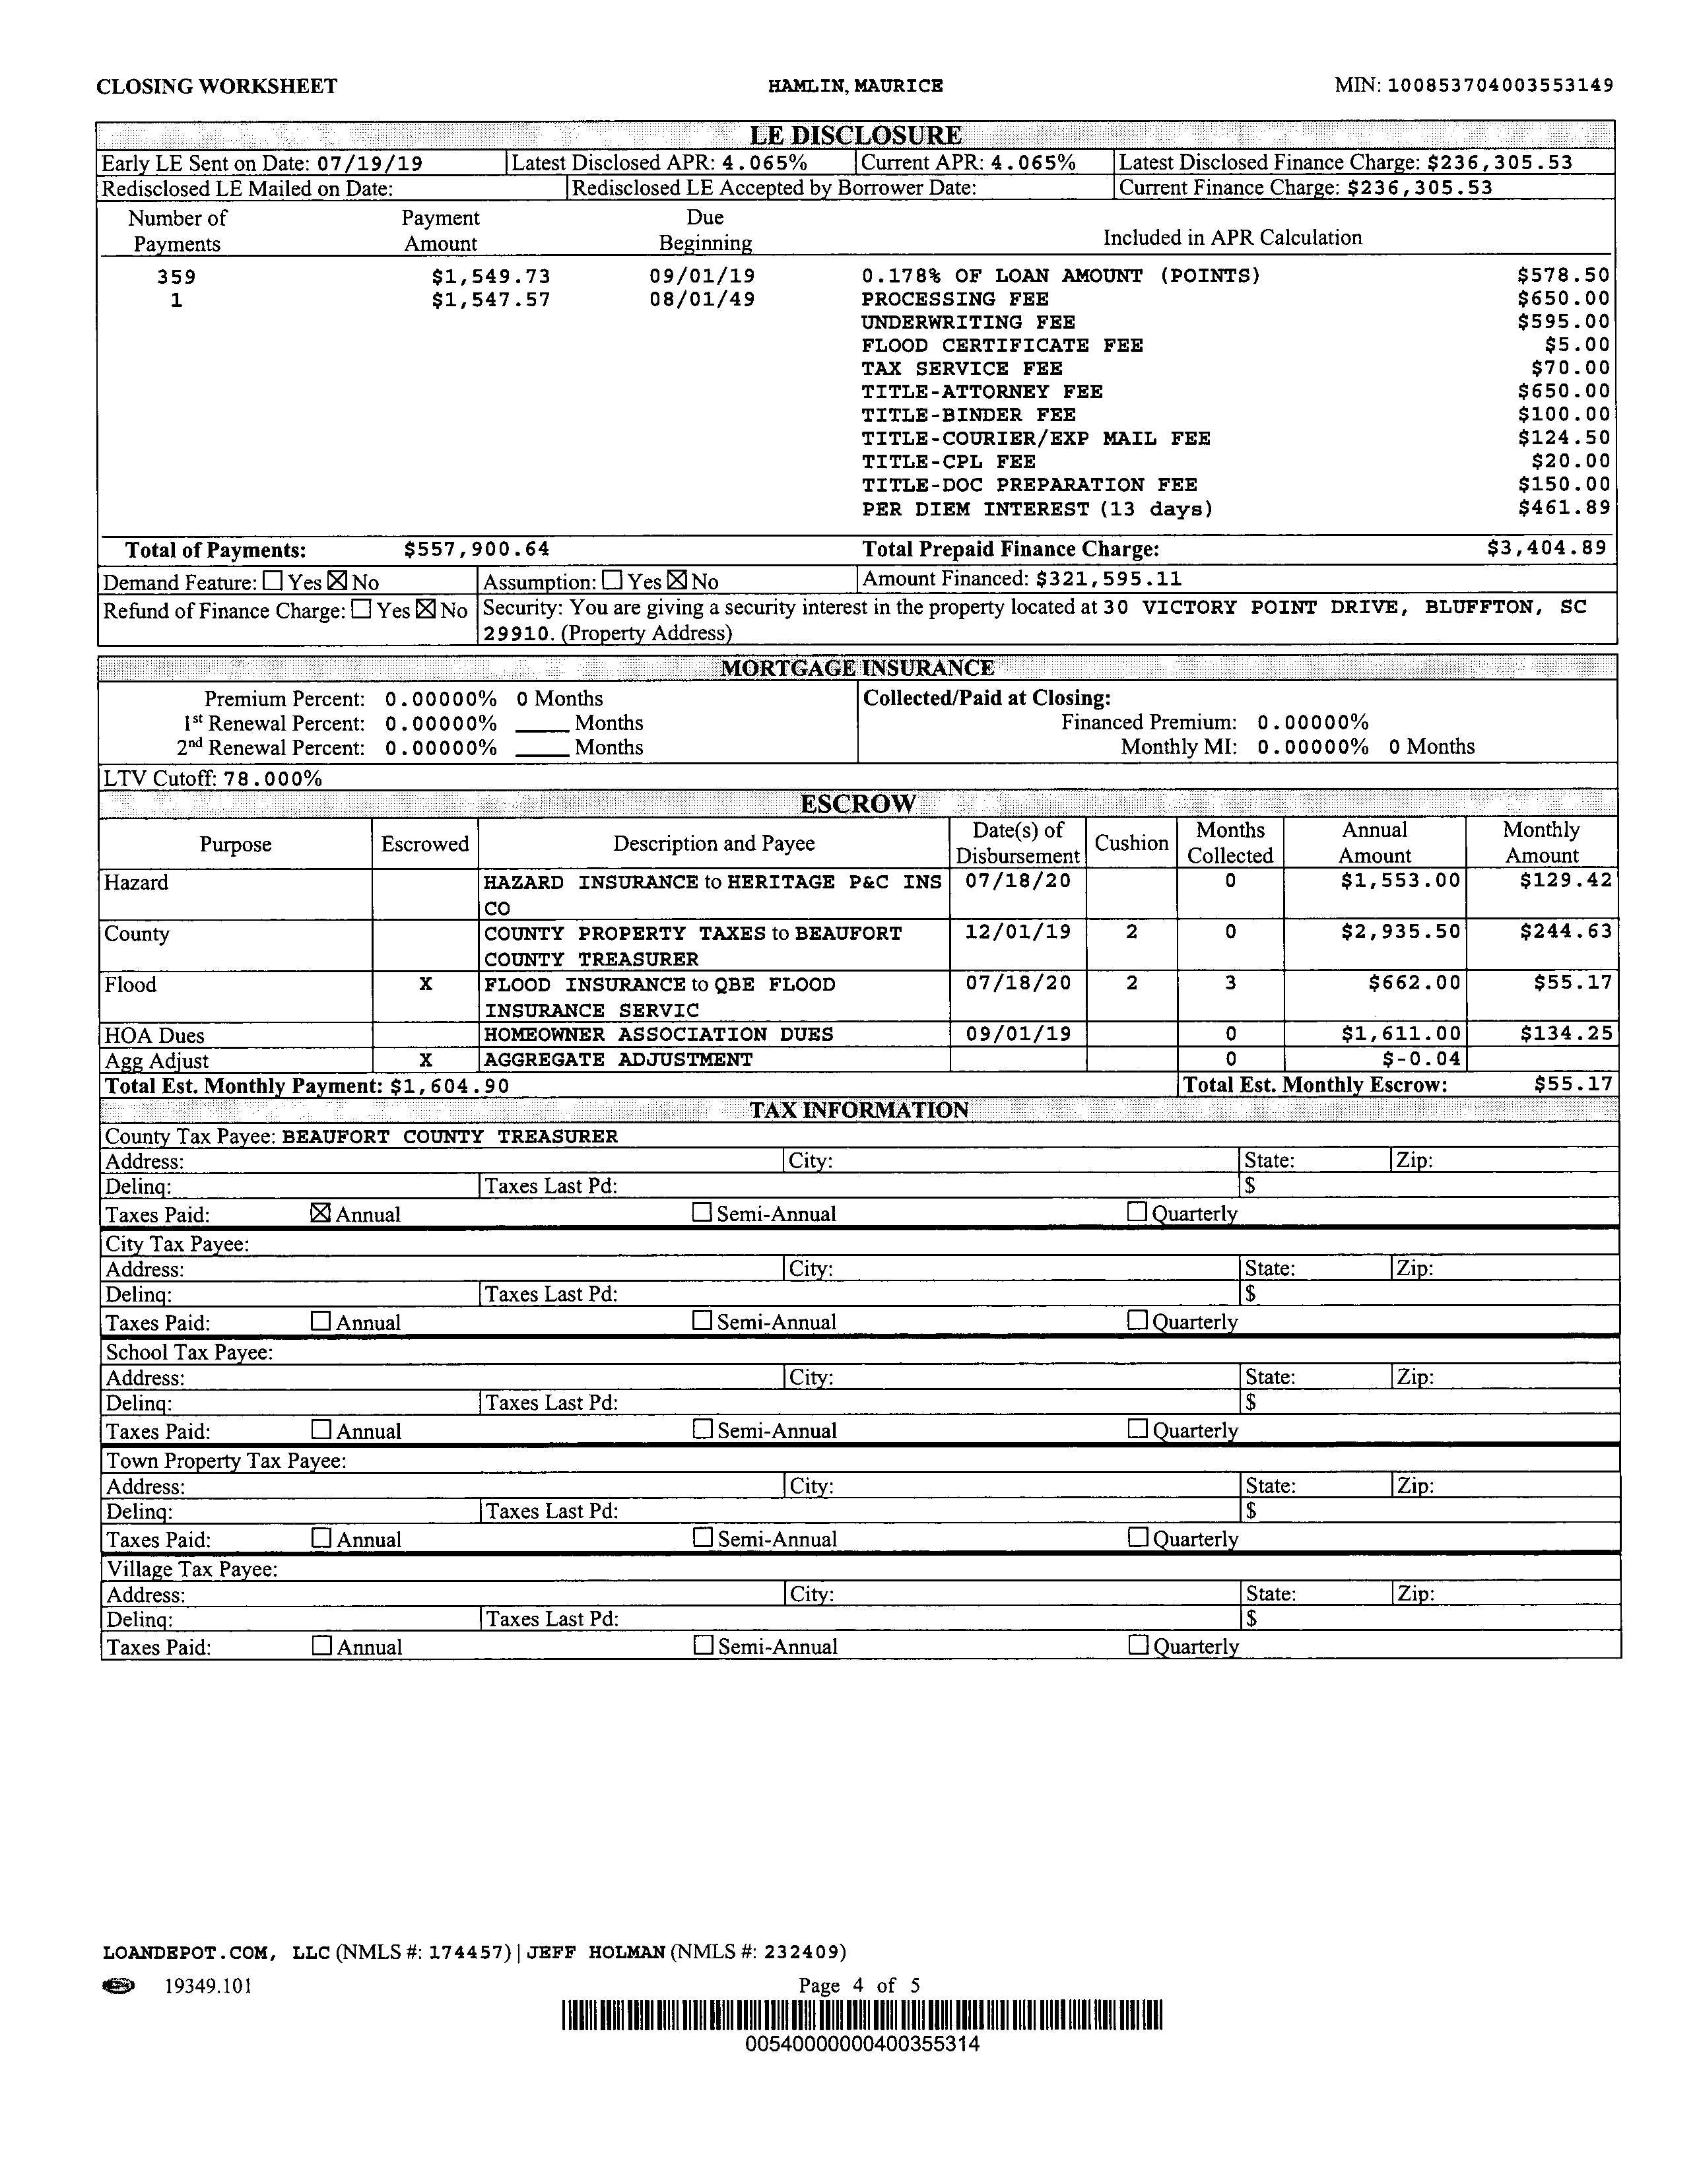 CLOSING WORKSHEET HAMLIN, MAURICE MIN: 100853704003553149
LE DISCLOSURE
Early LE Sent on Date: 07/19/19 Latest Disclosed APR: 4.065% Current APR: 4.065% Latest Disclosed Finance Charge: $236,305.53
Redisclosed LE Mailed on Date: Redisclosed LE Accepted by Borrower Date: Current Finance Charge: $236,305.53
Number of Payment Due
Payments Amount Beginning Included in APR Calculation
359 $1,549.73 09/01/19 0.178% OF LOAN AMOUNT (POINTS) $578.50
1 $1,547.57 08/01/49 PROCESSING FEE $650.00
UNDERWRITING FEE $595.00
FLOOD CERTIFICATE FEE $5.00
TAX SERVICE FEE $70.00
TITLE-ATTORNEY FEE $650.00
TITLE-BINDER FEE $100.00
TITLE-COURIER/EXP MAIL FEE $124.50
TITLE-CPL FEE $20.00
TITLE-DOC PREPARATION FEE $150.00
PER DIEM INTEREST (13 days) $461.89
Total of Payments: $557,900.64 Total Prepaid Finance Charge: $3,404.89
Demand Feature: ☐ Yes ☒ No Assumption: ☐ Yes ☒ No Amount Financed: $321,595.11
Refund of Finance Charge: ☐ Yes ☒ No Security: You are giving a security interest in the property located at 30 VICTORY POINT DRIVE, BLUFFTON, SC
29910. (Property Address)
MORTGAGE INSURANCE
Premium Percent: 0.00000% 0 Months Collected/Paid at Closing:
1st Renewal Percent: 0.00000% ____ Months Financed Premium: 0.00000%
2nd Renewal Percent: 0.00000% ____ Months Monthly MI: 0.00000% 0 Months
LTV Cutoff: 78.000%
ESCROW
Purpose Escrowed Description and Payee Date(s) of Cushion Months Annual Monthly
Disbursement Collected Amount Amount
Hazard HAZARD INSURANCE to HERITAGE P&C INS 07/18/20 0 $1,553.00 $129.42
CO
County COUNTY PROPERTY TAXES to BEAUFORT 12/01/19 2 0 $2,935.50 $244.63
COUNTY TREASURER
Flood X FLOOD INSURANCE to QBE FLOOD 07/18/20 2 3 $662.00 $55.17
INSURANCE SERVIC
HOA Dues HOMEOWNER ASSOCIATION DUES 09/01/19 0 $1,611.00 $134.25
Agg Adjust X AGGREGATE ADJUSTMENT 0 $-0.04
Total Est. Monthly Payment: $1,604.90 Total Est. Monthly Escrow: $55.17
TAX INFORMATION
County Tax Payee: BEAUFORT COUNTY TREASURER
Address: City: State: Zip:
Delinq: Taxes Last Pd: $
Taxes Paid: ☒ Annual ☐ Semi-Annual ☐ Quarterly
City Tax Payee:
Address: City: State: Zip:
Delinq: Taxes Last Pd: $
Taxes Paid: ☐ Annual ☐ Semi-Annual ☐ Quarterly
School Tax Payee:
Address: City: State: Zip:
Delinq: Taxes Last Pd: $
Taxes Paid: ☐ Annual ☐ Semi-Annual ☐ Quarterly
Town Property Tax Payee:
Address: City: State: Zip:
Delinq: Taxes Last Pd: $
Taxes Paid: ☐ Annual ☐ Semi-Annual ☐ Quarterly
Village Tax Payee:
Address: City: State: Zip:
Delinq: Taxes Last Pd: $
Taxes Paid: ☐ Annual ☐ Semi-Annual ☐ Quarterly
LOANDEPOT.COM, LLC (NMLS #: 174457) | JEFF HOLMAN (NMLS #: 232409)
19349.101 Page 4 of 5
00540000000400355314